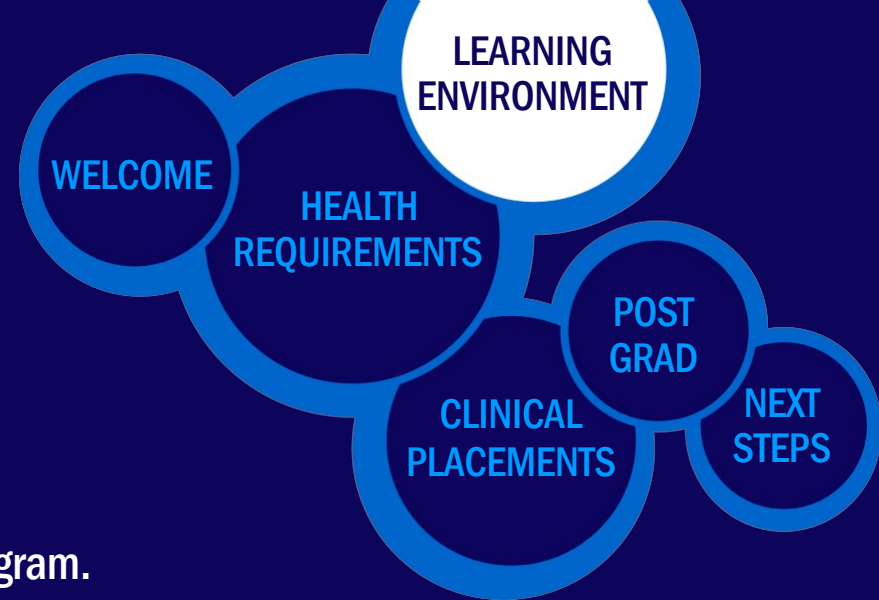 LEARNING
ENVIRONMENT
WELCOME
HEALTH
REQUIREMENTS
POST
GRAD
CLINICAL
PLACEMENTS
NEXT
STEPS
gram.